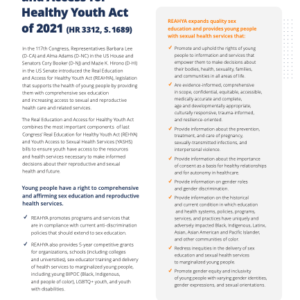 and Access for
Healthy Youth Act
of 2021 (HR 3312, S. 1689)
In the 117th Congress, Representatives Barbara Lee
(D-CA) and Alma Adams (D-NC) in the US House and
Senators Cory Booker (D-NJ) and Mazie K. Hirono (D-HI)
in the US Senate introduced the Real Education
and Access for Healthy Youth Act (REAHYA), legislation
that supports the health of young people by providing
them with comprehensive sex education
and increasing access to sexual and reproductive
health care and related services.
The Real Education and Access for Healthy Youth Act
combines the most important components of last
Congress' Real Education for Healthy Youth Act (REHYA)
and Youth Access to Sexual Health Services (YASHS)
bills to ensure youth have access to the resources
and health services necessary to make informed
decisions about their reproductive and sexual
health and future.
Young people have a right to comprehensive
and affirming sex education and reproductive
health services.
REAHYA promotes programs and services that
are in compliance with current anti-discrimination
policies that should extend to sex education.
REAHYA also provides 5-year competitive grants
for organizations, schools (including colleges
and universities), sex educator training and delivery
of health services to marginalized young people,
including young BIPOC (Black, Indigenous,
and people of color), LGBTQ+ youth, and youth
with disabilities.
REAHYA expands quality sex
education and provides young people
with sexual health services that:
Promote and uphold the rights of young
people to information and services that
empower them to make decisions about
their bodies, health, sexuality, families,
and communities in all areas of life.
Are evidence-informed, comprehensive
in scope, confidential, equitable, accessible,
medically accurate and complete,
age and developmentally appropriate,
culturally responsive, trauma-informed,
and resilience-oriented.
Provide information about the prevention,
treatment, and care of pregnancy,
sexually transmitted infections, and
interpersonal violence.
Provide information about the importance
of consent as a basis for healthy relationships
and for autonomy in healthcare.
Provide information on gender roles
and gender discrimination.
Provide information on the historical
and current condition in which education
and health systems, policies, programs,
services, and practices have uniquely and
adversely impacted Black, Indigenous, Latinx,
Asian, Asian American and Pacific Islander,
and other communities of color.
Redress inequities in the delivery of sex
education and sexual health services
to marginalized young people.
Promote gender equity and inclusivity
of young people with varying gender identities,
gender expressions, and sexual orientations.